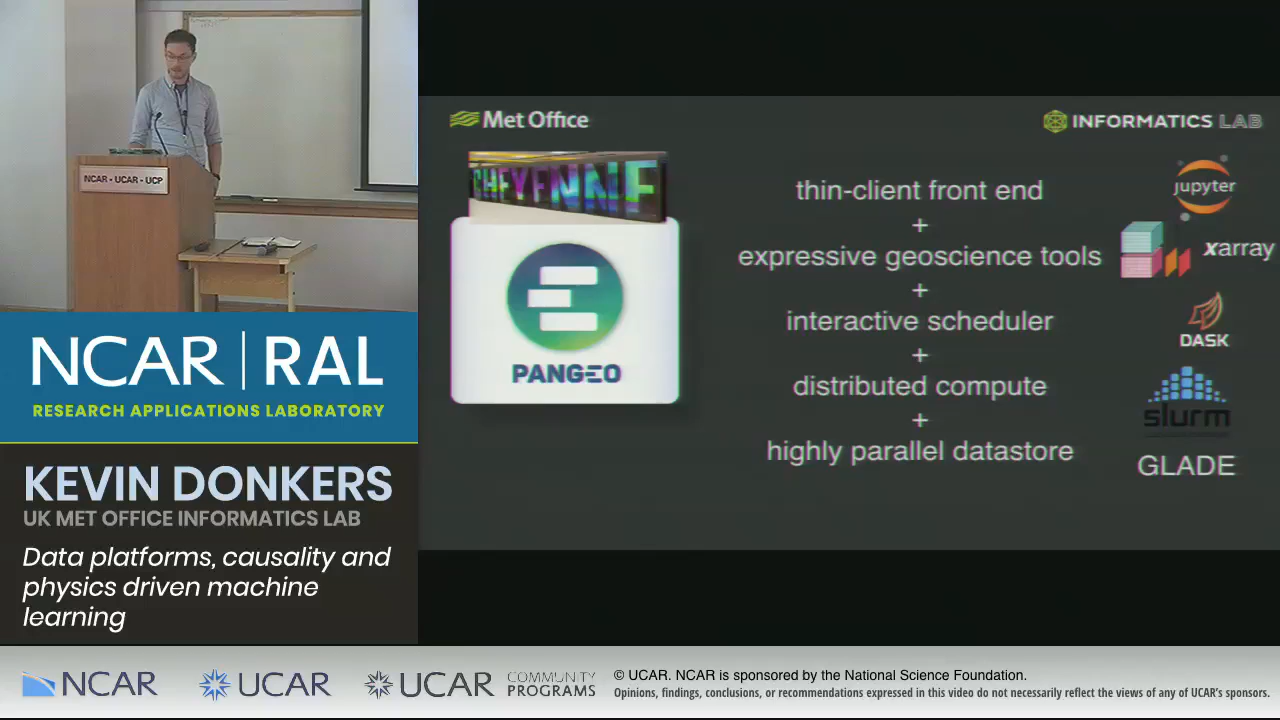 NCAR - UCAR - UCP
NCAR | RAL
RESEARCH APPLICATIONS LABORATORY
KEVIN DONKERS
UK MET OFFICE INFORMATICS LAB
Data platforms, causality and
physics driven machine
learning
Met Office
INFORMATICS LAB
CHEYENNE
PANGEO
thin-client front end
+
expressive geoscience tools
+
interactive scheduler
+
distributed compute
+
highly parallel datastore
jupyter
xarray
DASK
slurm
GLADE
NCAR
UCAR
UCAR
COMMUNITY
PROGRAMS
© UCAR. NCAR is sponsored by the National Science Foundation.
Opinions, findings, conclusions, or recommendations expressed in this video do not necessarily reflect the views of any of UCAR's sponsors.